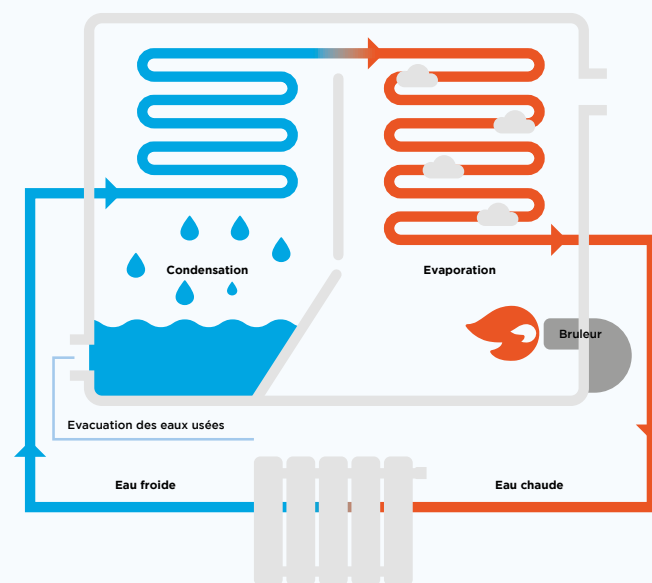 Condensation
Evaporation
Bruleur
Evacuation des eaux usées
Eau froide
Eau chaude